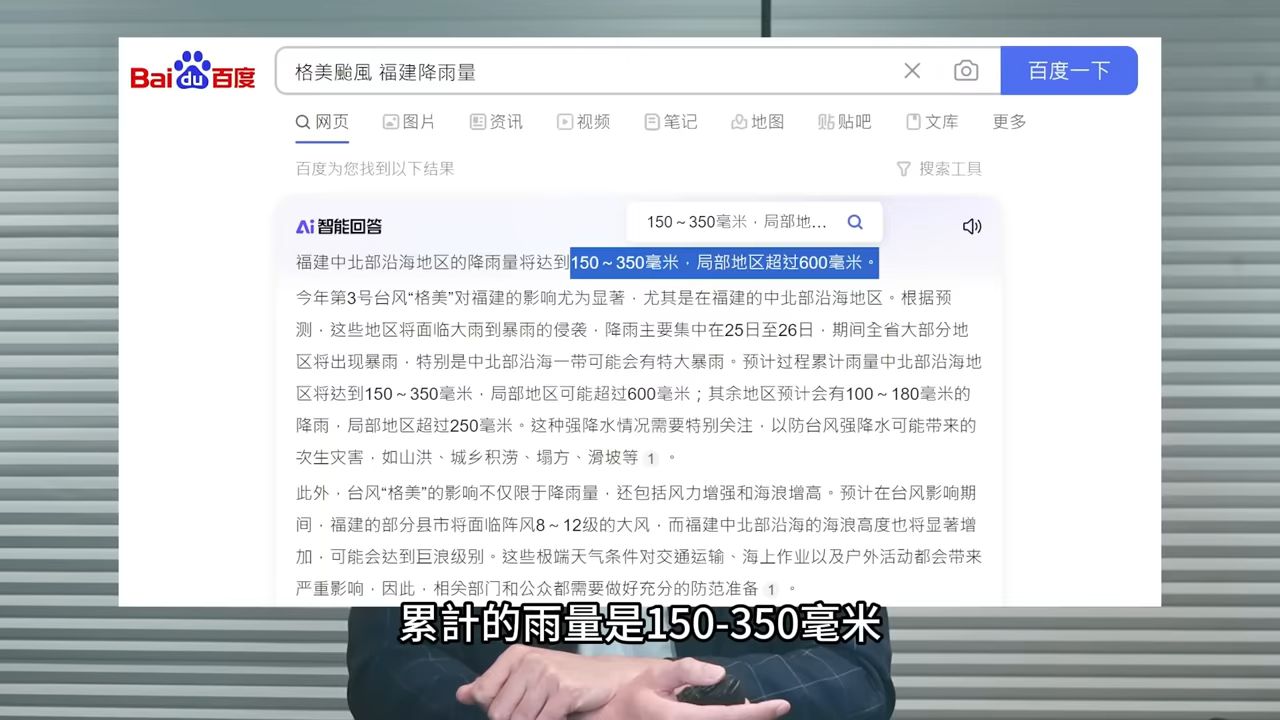 Bai du 百度
格美颱風 福建降雨量
百度一下
网页 图片 资讯 视频 笔记 地图 贴吧 文库 更多
百度为您找到以下结果
搜索工具
Ai 智能回答
150～350毫米，局部地...
福建中北部沿海地区的降雨量将达到150～350毫米，局部地区超过600毫米。
今年第3号台风“格美”对福建的影响尤为显著，尤其是在福建的中北部沿海地区。根据预
测，这些地区将面临大雨到暴雨的侵袭，降雨主要集中在25日至26日，期间全省大部分地
区将出现暴雨，特别是中北部沿海一带可能会有特大暴雨。预计过程累计雨量中北部沿海地
区将达到150～350毫米，局部地区可能超过600毫米；其余地区预计会有100～180毫米的
降雨，局部地区超过250毫米。这种强降水情况需要特别关注，以防台风强降水可能带来的
次生灾害，如山洪、城乡积涝、塌方、滑坡等 1 。
此外，台风“格美”的影响不仅限于降雨量，还包括风力增强和海浪增高。预计在台风影响期
间，福建的部分县市将面临阵风8～12级的大风，而福建中北部沿海的海浪高度也将显著增
加，可能会达到巨浪级别。这些极端天气条件对交通运输、海上作业以及户外活动都会带来
严重影响，因此，相关部门和公众都需要做好充分的防范准备 1 。
累計的雨量是150-350毫米